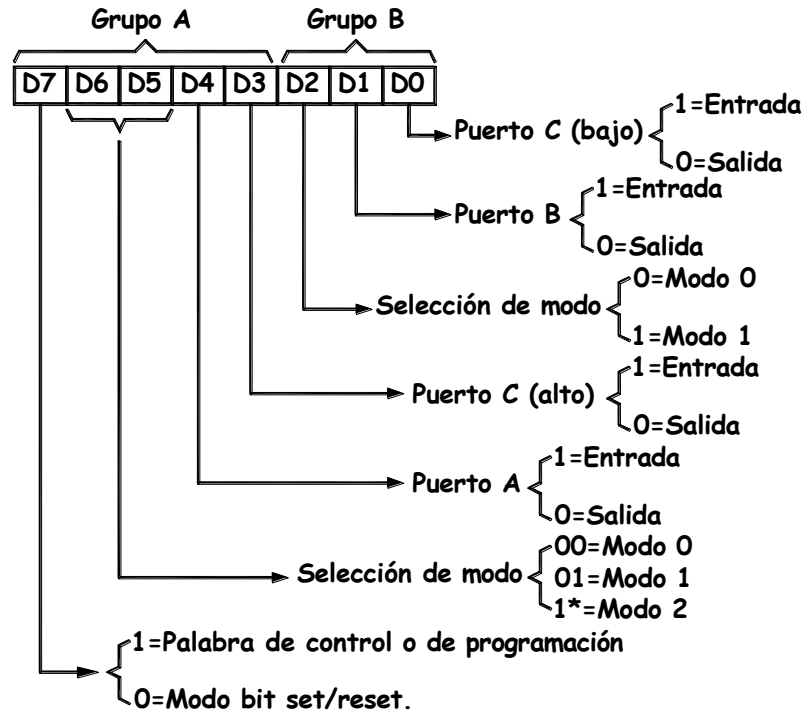 Grupo A Grupo B
D7 D6 D5 D4 D3 D2 D1 D0
1=Entrada
Puerto C (bajo)
0=Salida
1=Entrada
Puerto B
0=Salida
0=Modo 0
Selección de modo
1=Modo 1
1=Entrada
Puerto C (alto)
0=Salida
1=Entrada
Puerto A
0=Salida
00=Modo 0
Selección de modo 01=Modo 1
1*=Modo 2
1=Palabra de control o de programación
0=Modo bit set/reset.